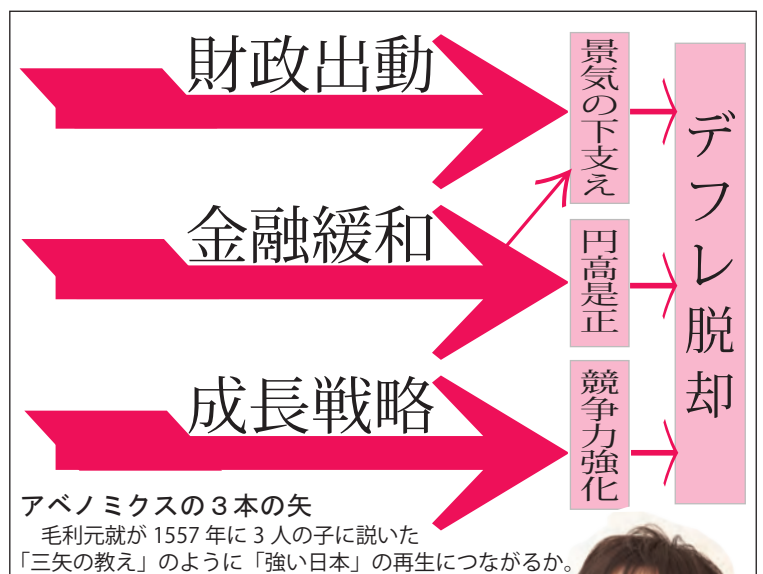 財政出動
景気の下支え
金融緩和
円高是正
成長戦略
競争力強化
デフレ脱却
アベノミクスの3本の矢
毛利元就が1557年に3人の子に説いた
「三矢の教え」のように「強い日本」の再生につながるか。